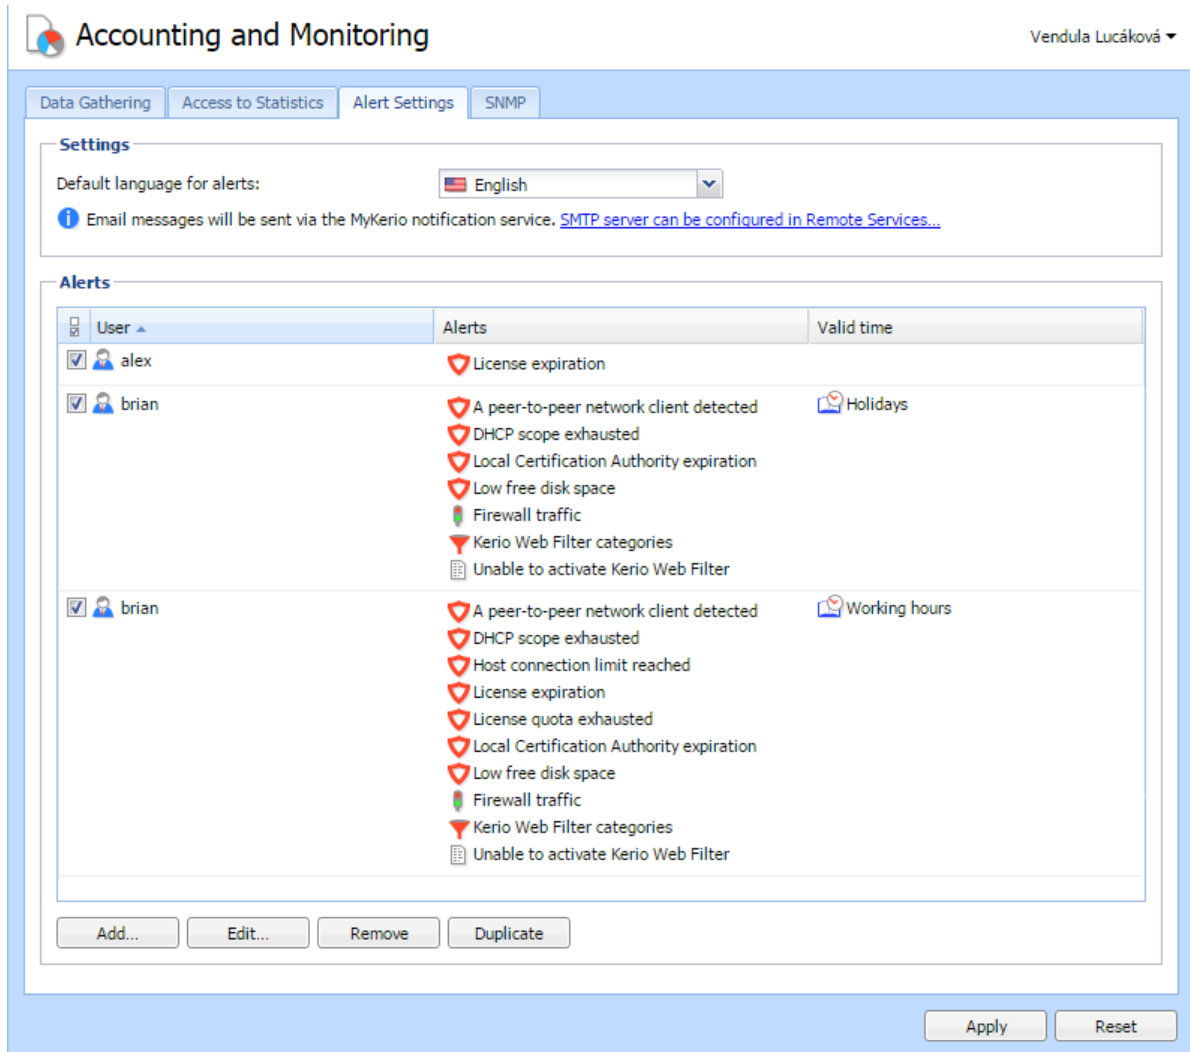 Accounting and Monitoring
Vendula Lucáková
Data Gathering
Access to Statistics
Alert Settings
SNMP
Settings
Default language for alerts:
English
Email messages will be sent via the MyKerio notification service. SMTP server can be configured in Remote Services...
Alerts
User Alerts Valid time
alex License expiration
brian A peer-to-peer network client detected Holidays
DHCP scope exhausted
Local Certification Authority expiration
Low free disk space
Firewall traffic
Kerio Web Filter categories
Unable to activate Kerio Web Filter
brian A peer-to-peer network client detected Working hours
DHCP scope exhausted
Host connection limit reached
License expiration
License quota exhausted
Local Certification Authority expiration
Low free disk space
Firewall traffic
Kerio Web Filter categories
Unable to activate Kerio Web Filter
Add... Edit... Remove Duplicate
Apply Reset